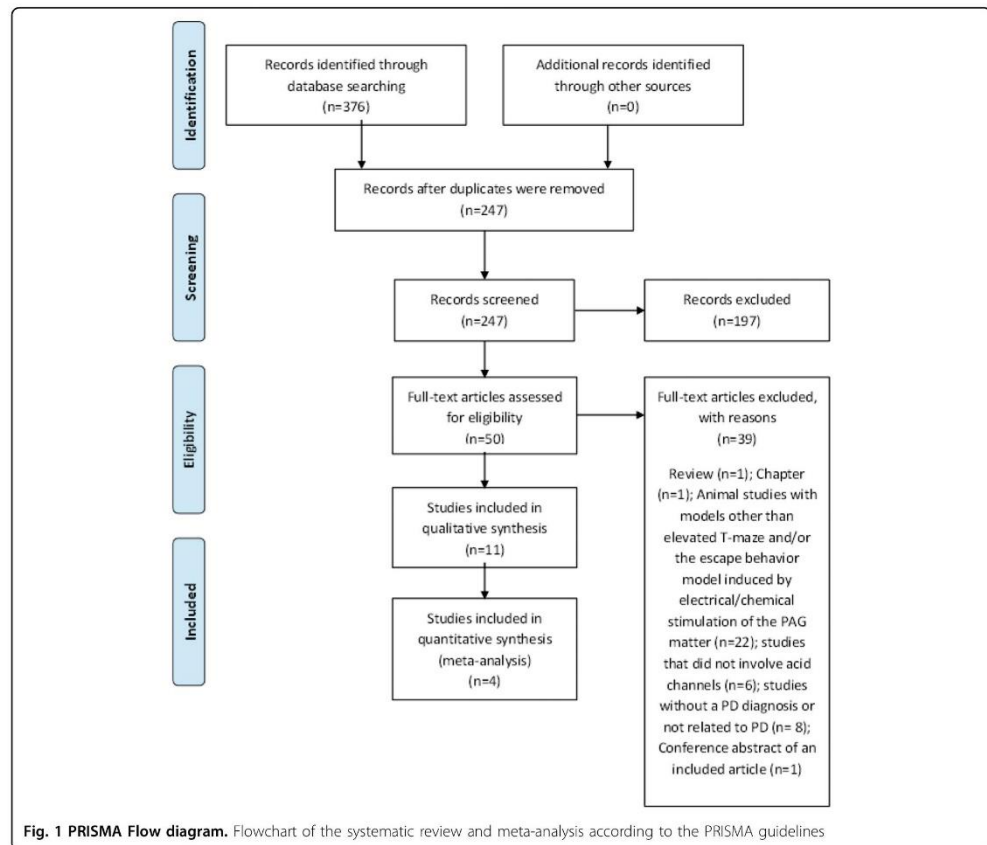 Identification
Records identified through
database searching
(n=376)
Additional records identified
through other sources
(n=0)
Records after duplicates were removed
(n=247)
Screening
Records screened
(n=247)
Records excluded
(n=197)
Eligibility
Full-text articles assessed
for eligibility
(n=50)
Full-text articles excluded,
with reasons
(n=39)
Review (n=1); Chapter
(n=1); Animal studies with
models other than
elevated T-maze and/or
the escape behavior
model induced by
electrical/chemical
stimulation of the PAG
matter (n=22); studies
that did not involve acid
channels (n=6); studies
without a PD diagnosis or
not related to PD (n= 8);
Conference abstract of an
included article (n=1)
Studies included in
qualitative synthesis
(n=11)
Included
Studies included in
quantitative synthesis
(meta-analysis)
(n=4)
Fig. 1 PRISMA Flow diagram. Flowchart of the systematic review and meta-analysis according to the PRISMA guidelines